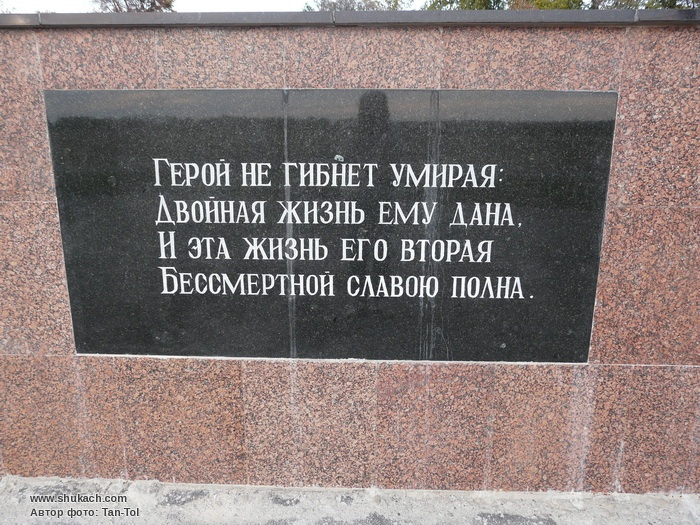 Герой не гибнет умирая:
Двойная жизнь ему дана,
И эта жизнь его вторая
Бессмертной славою полна.
www.shukach.com
Автор фото: Tan-Tol